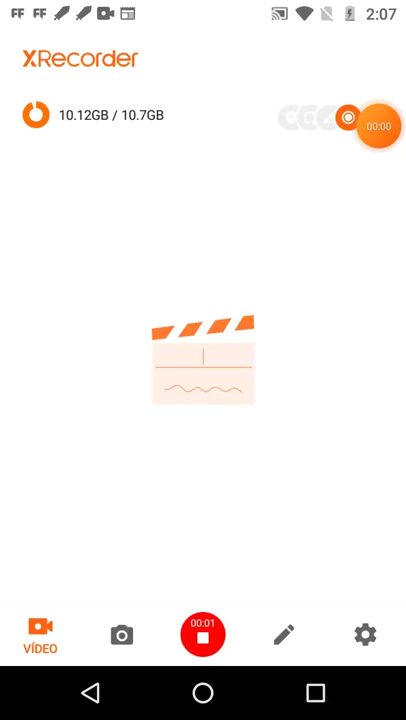 FF FF 2:07
XRecorder
10.12GB / 10.7GB
00:00
00:01
VÍDEO